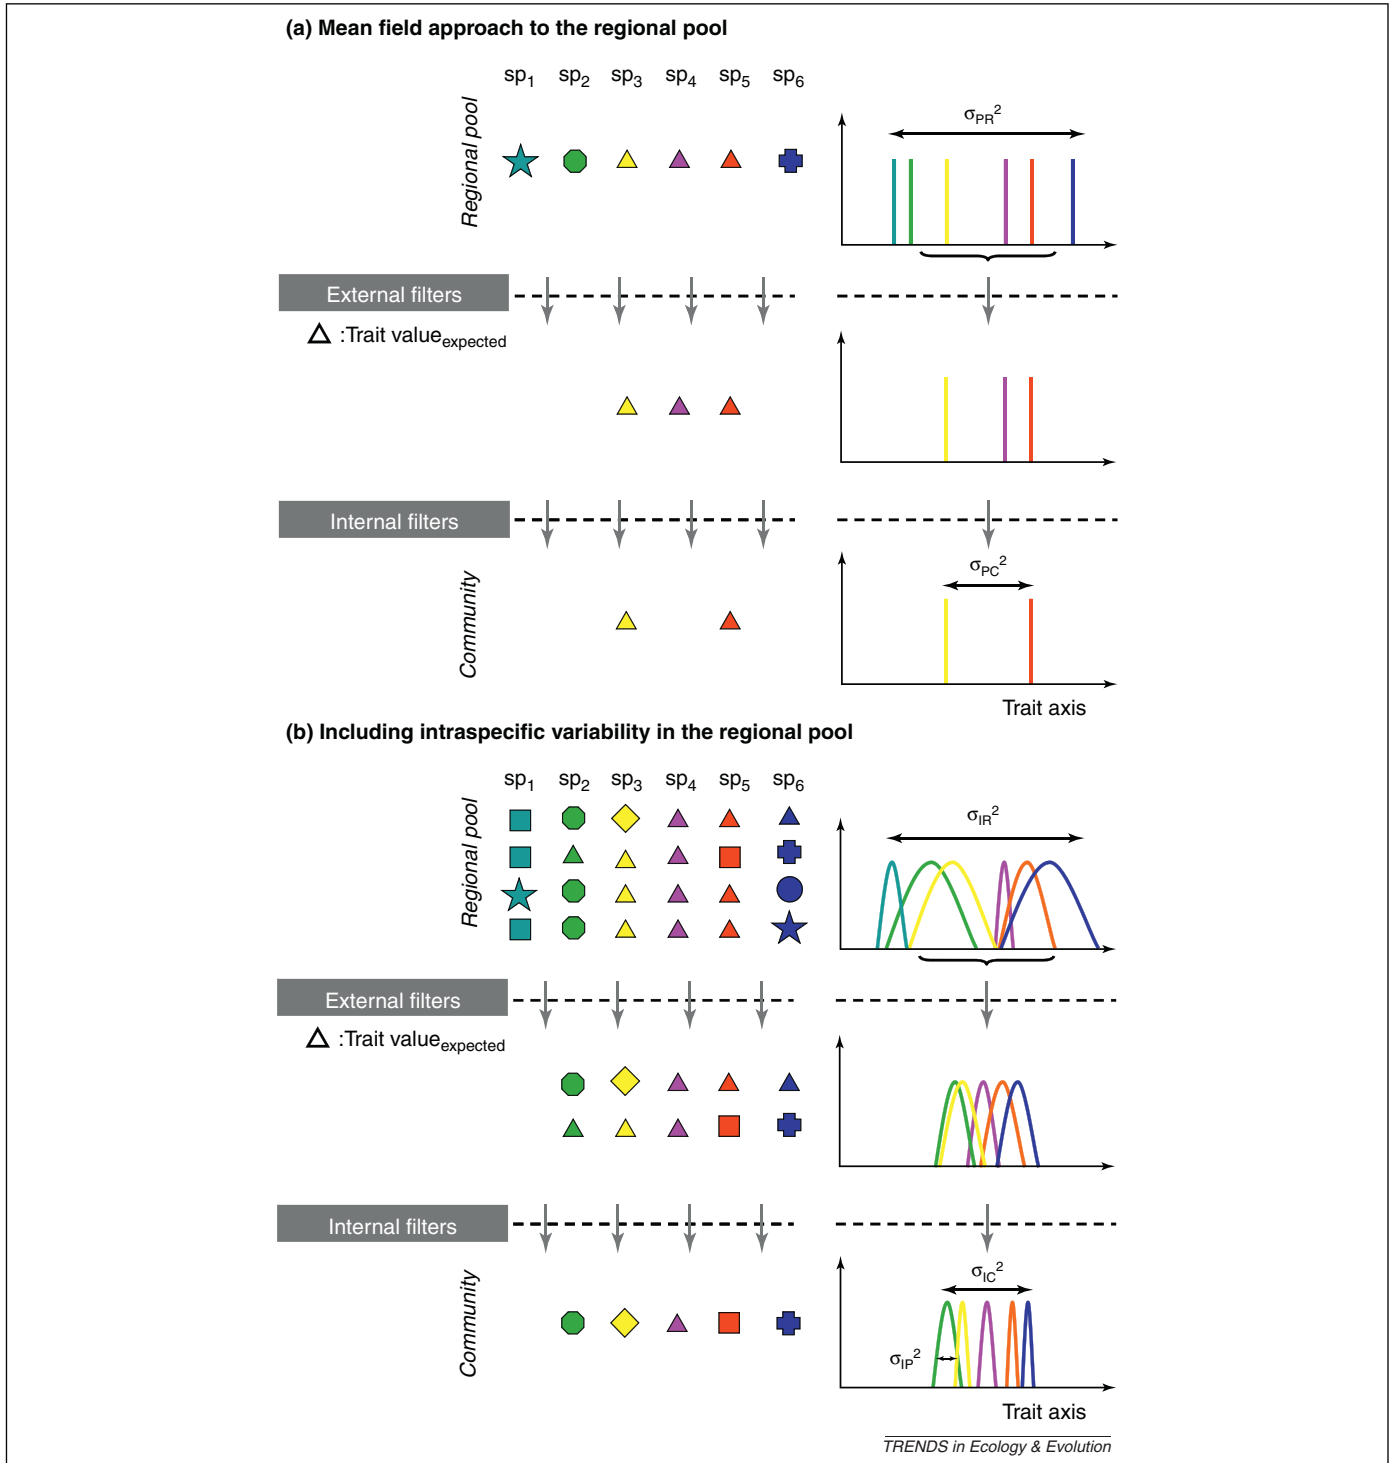 (a) Mean field approach to the regional pool
sp1 sp2 sp3 sp4 sp5 sp6
Regional pool
σPR²
External filters
:Trait valueexpected
Internal filters
Community
σPC²
Trait axis
(b) Including intraspecific variability in the regional pool
sp1 sp2 sp3 sp4 sp5 sp6
Regional pool
σIR²
External filters
:Trait valueexpected
Internal filters
Community
σIC²
σIP²
Trait axis
TRENDS in Ecology & Evolution